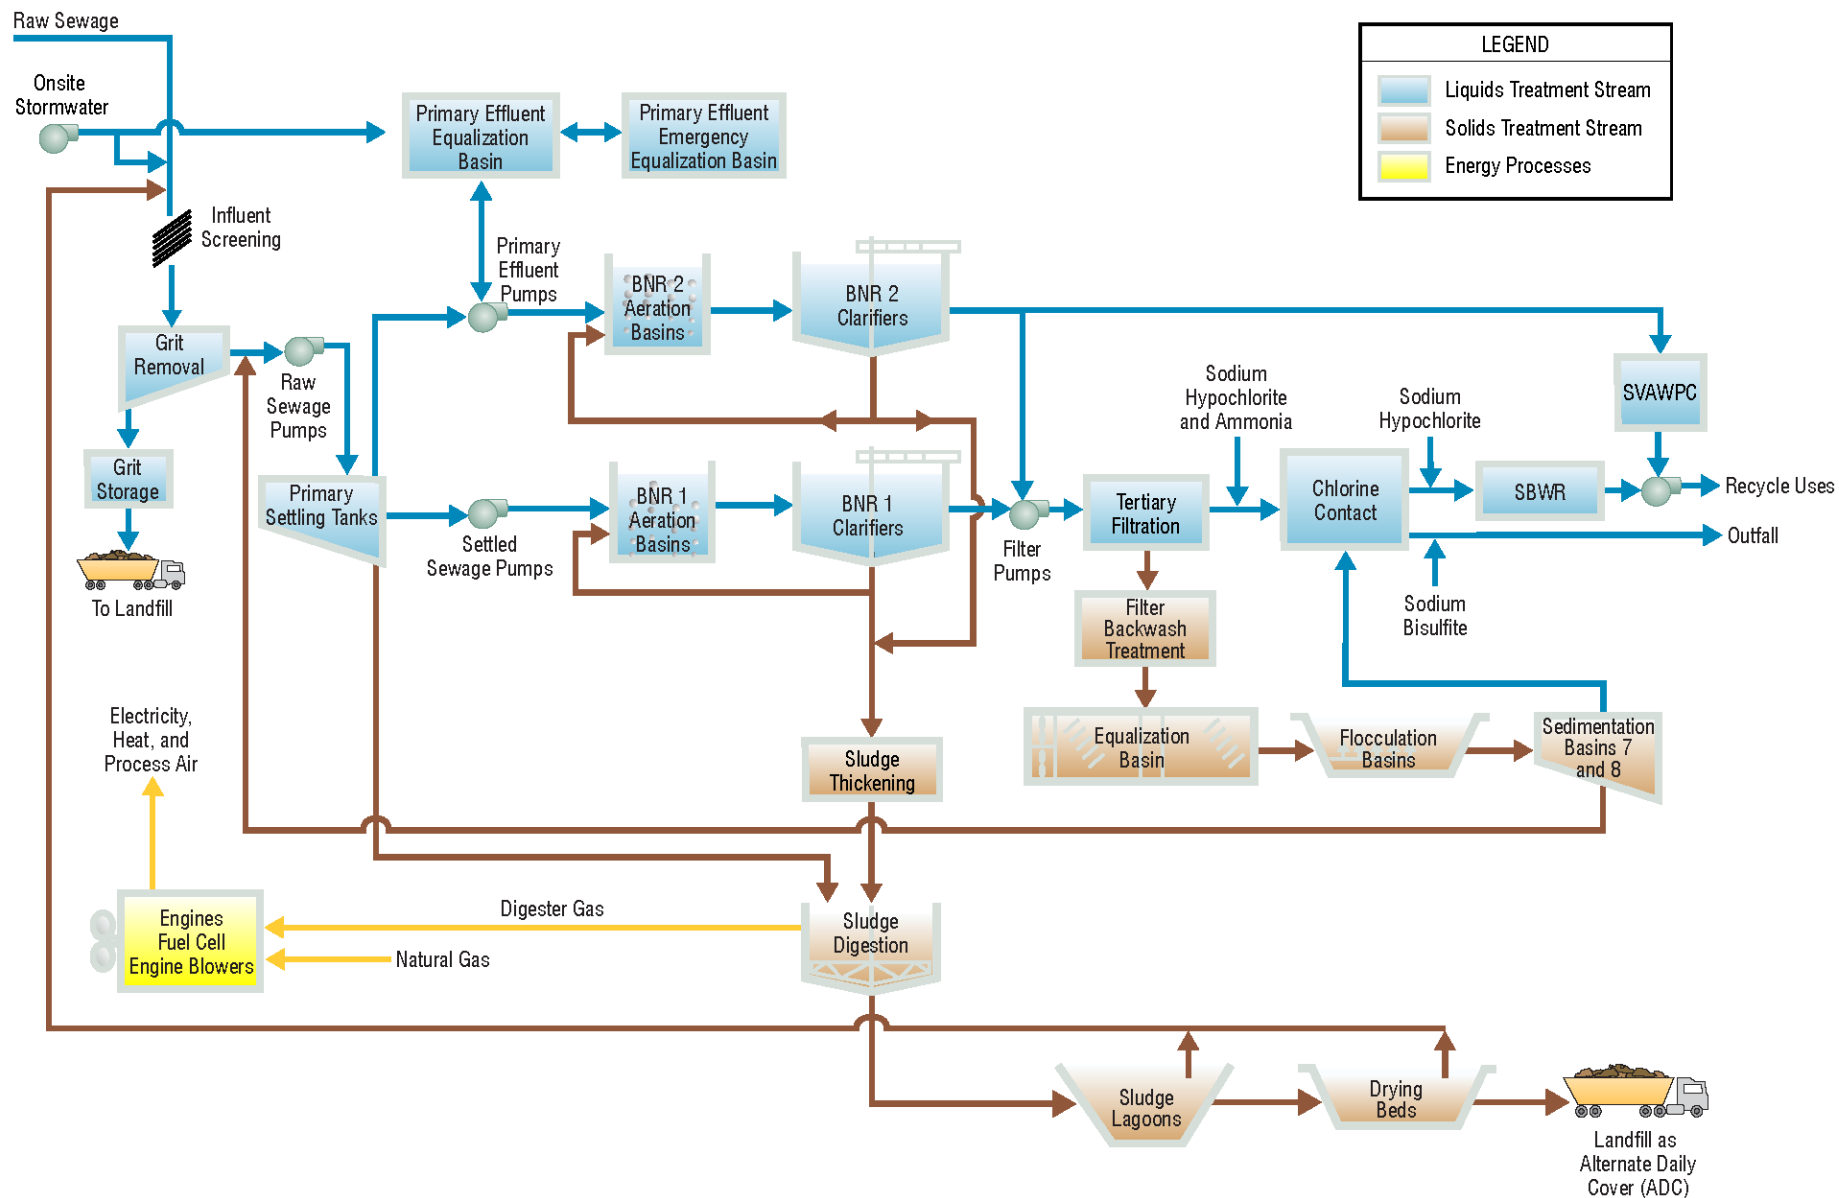 Raw Sewage
Onsite
Stormwater
Primary Effluent
Equalization
Basin
Primary Effluent
Emergency
Equalization Basin
LEGEND
Liquids Treatment Stream
Solids Treatment Stream
Energy Processes
Influent
Screening
Primary
Effluent
Pumps
BNR 2
Aeration
Basins
BNR 2
Clarifiers
Grit
Removal
Raw
Sewage
Pumps
Sodium
Hypochlorite
and Ammonia
Sodium
Hypochlorite
SVAWPC
Grit
Storage
Primary
Settling Tanks
BNR 1
Aeration
Basins
BNR 1
Clarifiers
Tertiary
Filtration
Chlorine
Contact
SBWR
Recycle Uses
Outfall
Settled
Sewage Pumps
Filter
Pumps
To Landfill
Filter
Backwash
Treatment
Sodium
Bisulfite
Electricity,
Heat, and
Process Air
Sludge
Thickening
Equalization
Basin
Flocculation
Basins
Sedimentation
Basins 7
and 8
Engines
Fuel Cell
Engine Blowers
Digester Gas
Natural Gas
Sludge
Digestion
Sludge
Lagoons
Drying
Beds
Landfill as
Alternate Daily
Cover (ADC)